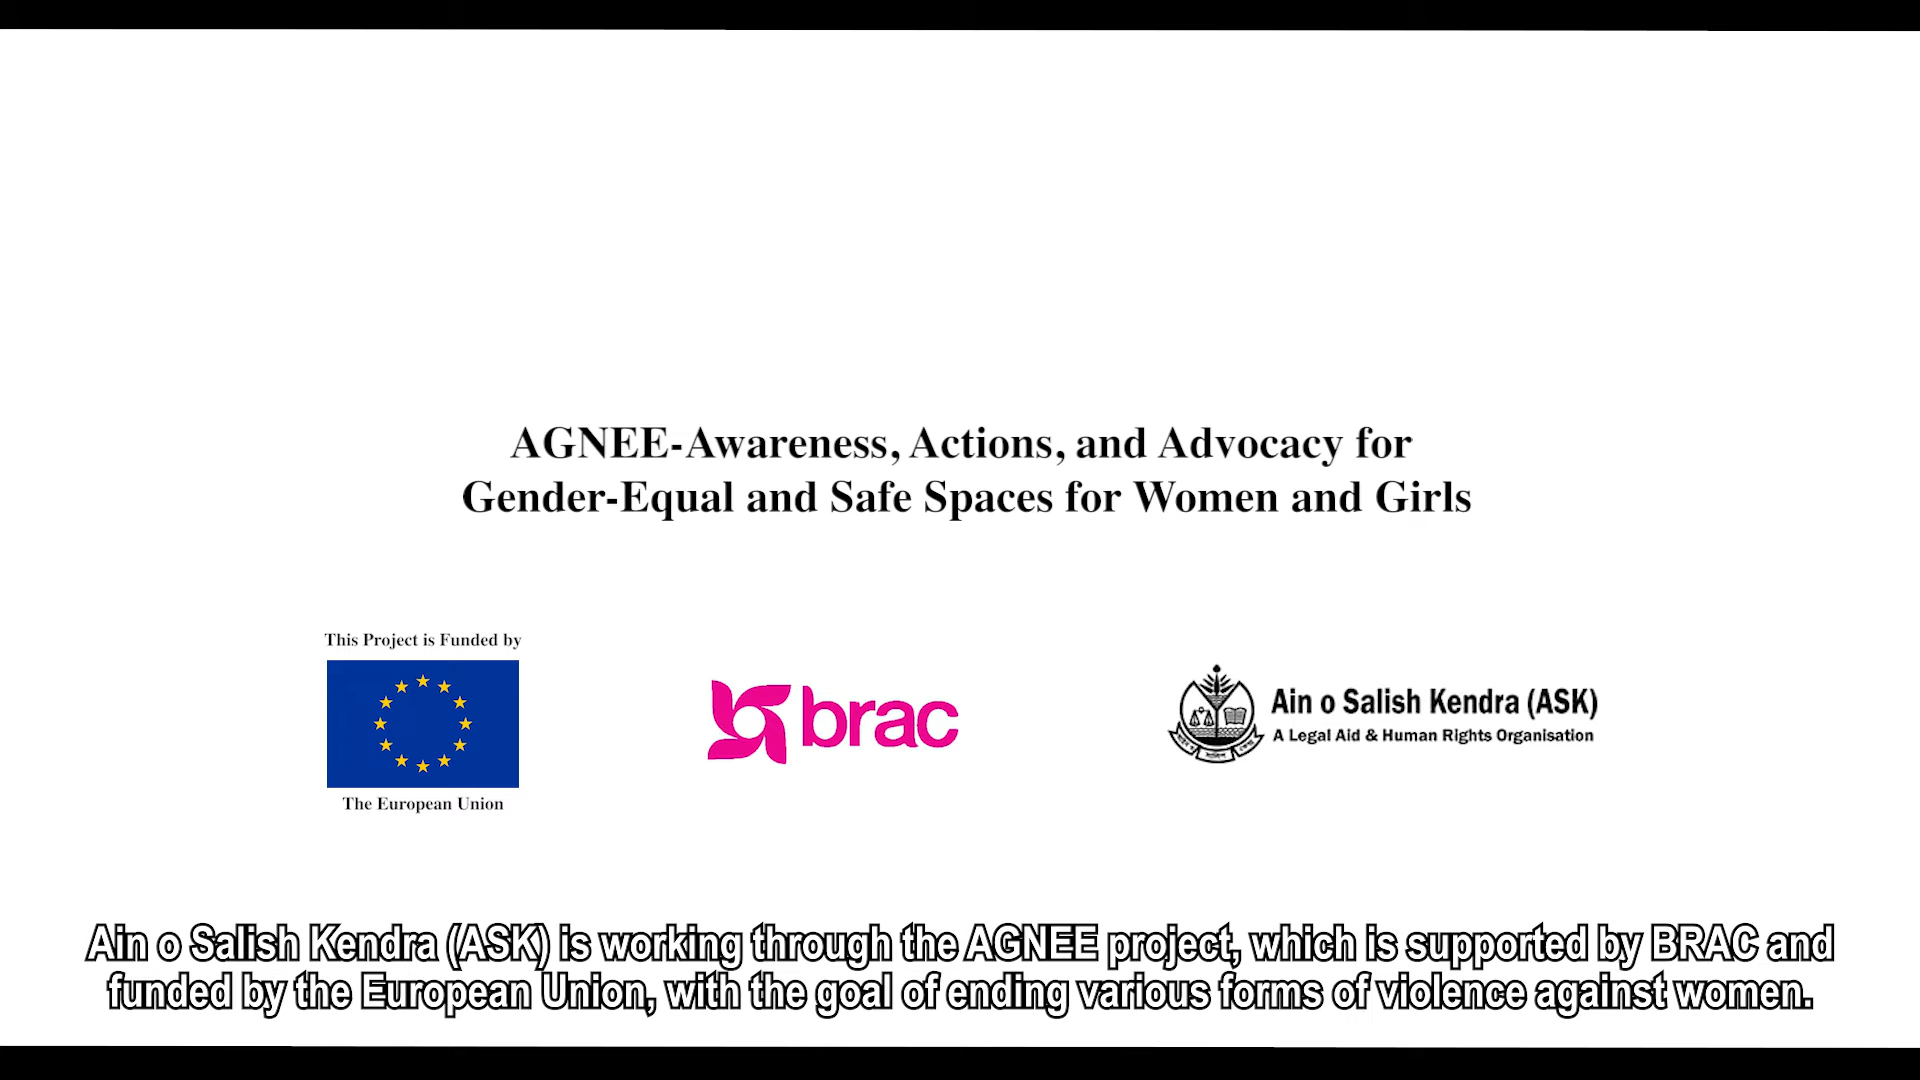 AGNEE-Awareness, Actions, and Advocacy for
Gender-Equal and Safe Spaces for Women and Girls
This Project is Funded by
The European Union
brac
Ain o Salish Kendra (ASK)
A Legal Aid & Human Rights Organisation
Ain o Salish Kendra (ASK) is working through the AGNEE project, which is supported by BRAC and
funded by the European Union, with the goal of ending various forms of violence against women.